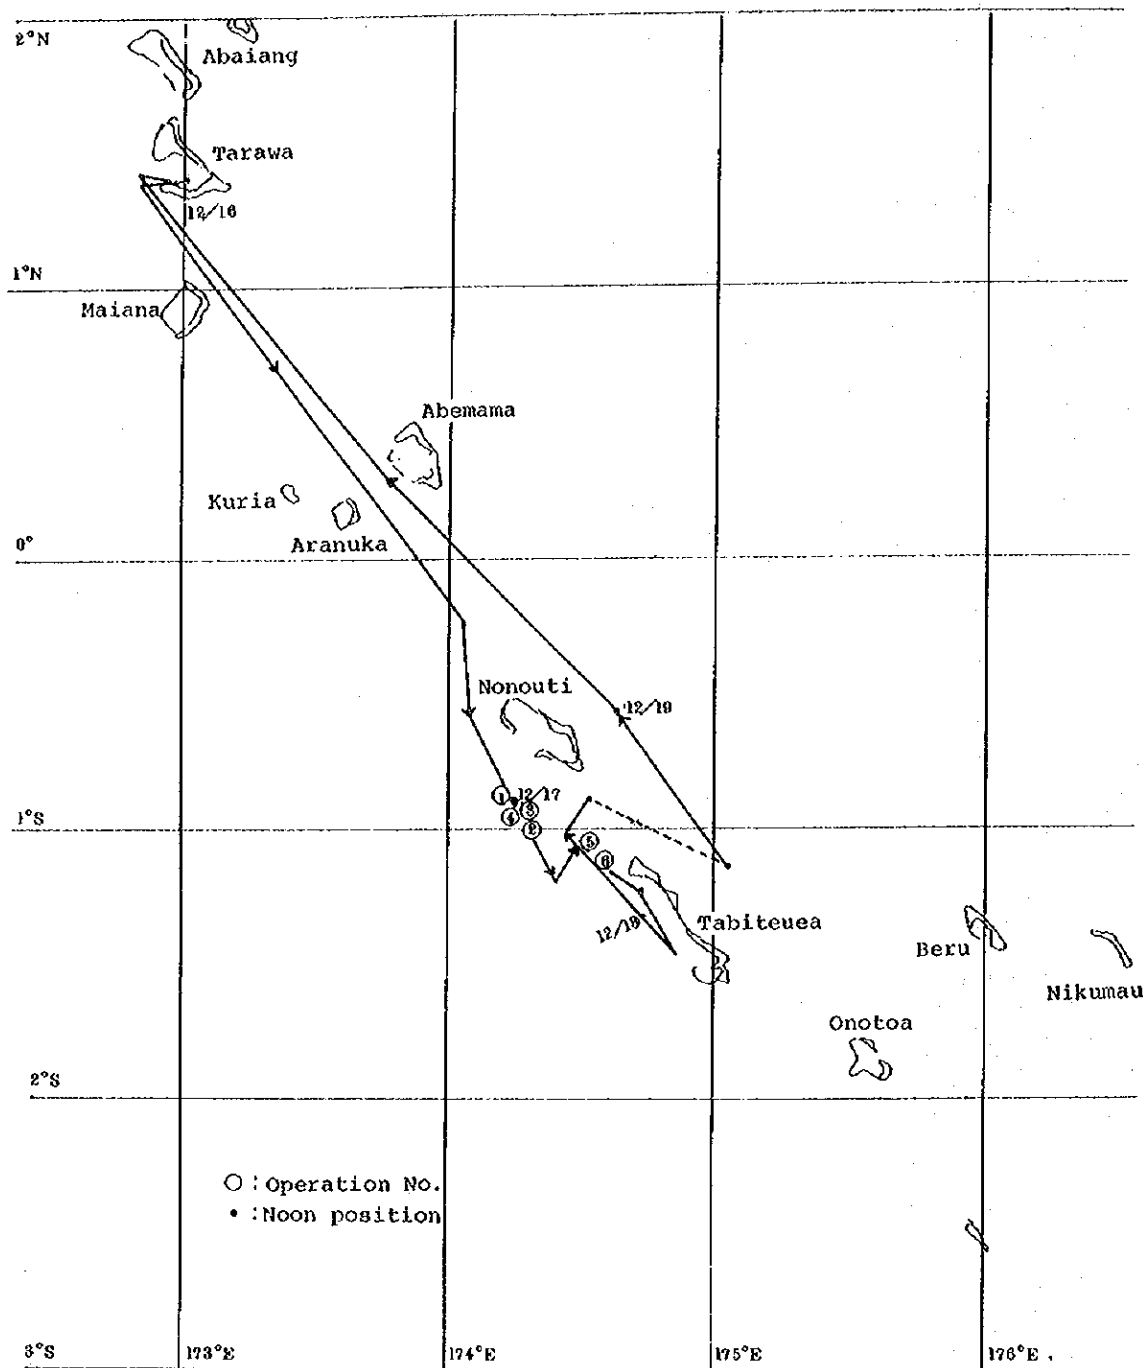 2°N
Abaiang
Tarawa
12/16
1°N
Maiana
Abemama
Kuria
Aranuka
0°
Nonouti
12/19
1 12/17
3
4
1°S
2
5
6
12/18
Tabiteuea
Beru
Nikumau
Onotoa
2°S
○ : Operation No.
• : Noon position
3°S
173°E
174°E
175°E
176°E